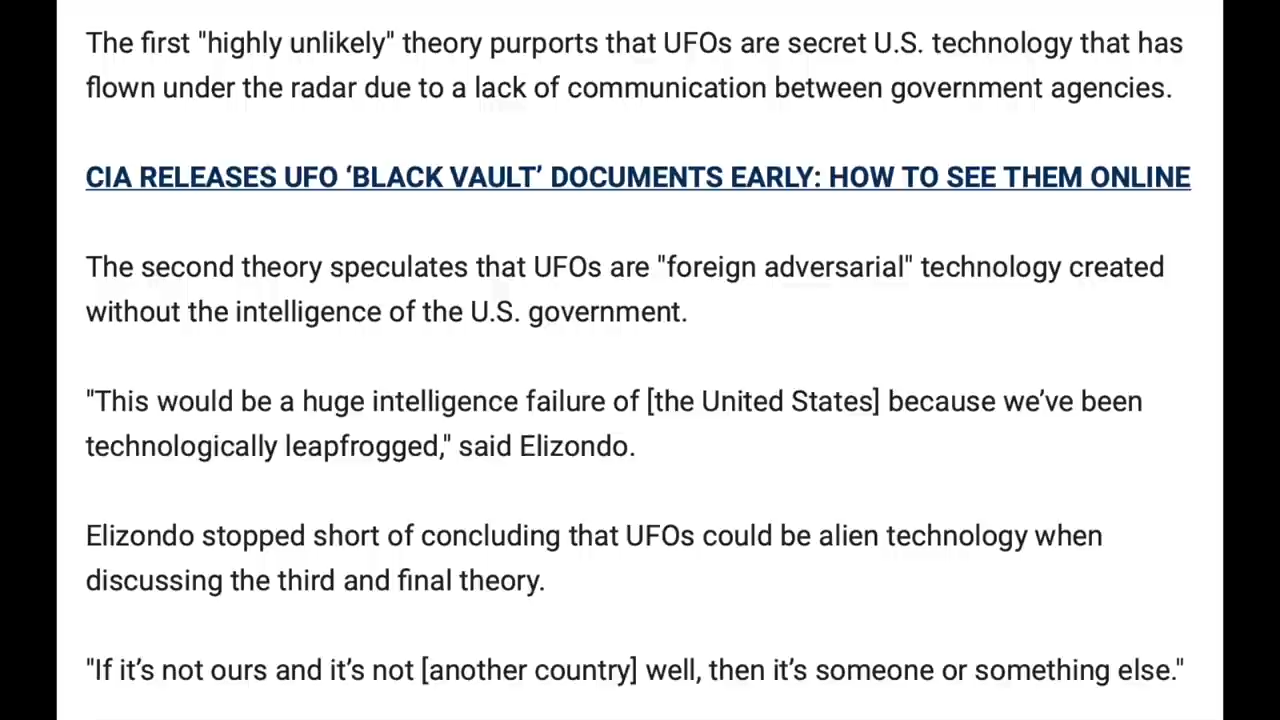 The first "highly unlikely" theory purports that UFOs are secret U.S. technology that has
flown under the radar due to a lack of communication between government agencies.
CIA RELEASES UFO ‘BLACK VAULT’ DOCUMENTS EARLY: HOW TO SEE THEM ONLINE
The second theory speculates that UFOs are "foreign adversarial" technology created
without the intelligence of the U.S. government.
"This would be a huge intelligence failure of [the United States] because we’ve been
technologically leapfrogged," said Elizondo.
Elizondo stopped short of concluding that UFOs could be alien technology when
discussing the third and final theory.
"If it’s not ours and it’s not [another country] well, then it’s someone or something else."